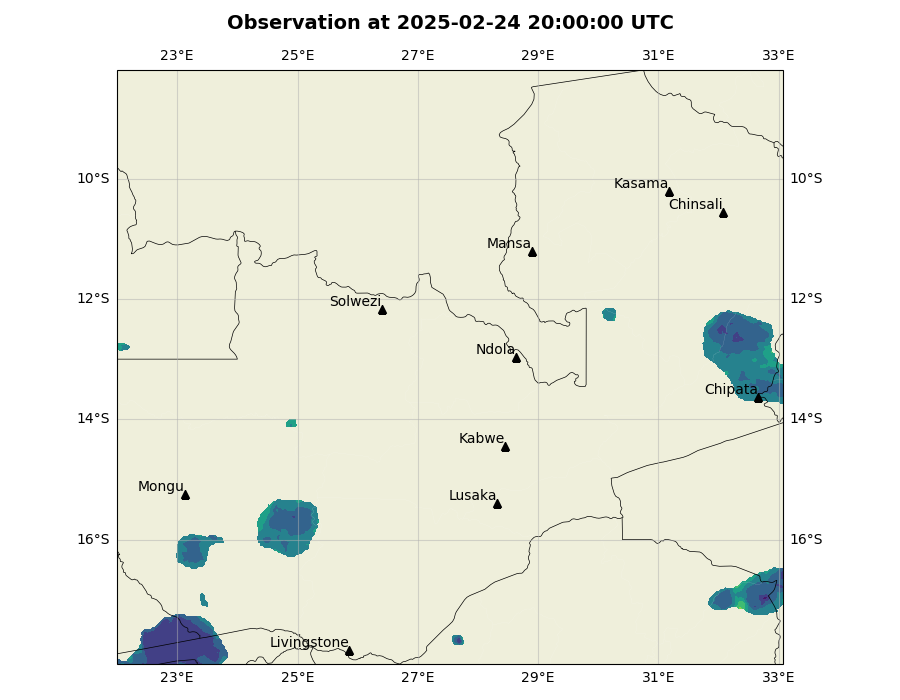 Observation at 2025-02-24 20:00:00 UTC
23°E 25°E 27°E 29°E 31°E 33°E
10°S 10°S
Kasama
Chinsali
Mansa
12°S 12°S
Solwezi
Ndola
Chipata
14°S 14°S
Kabwe
Mongu
Lusaka
16°S 16°S
Livingstone
23°E 25°E 27°E 29°E 31°E 33°E